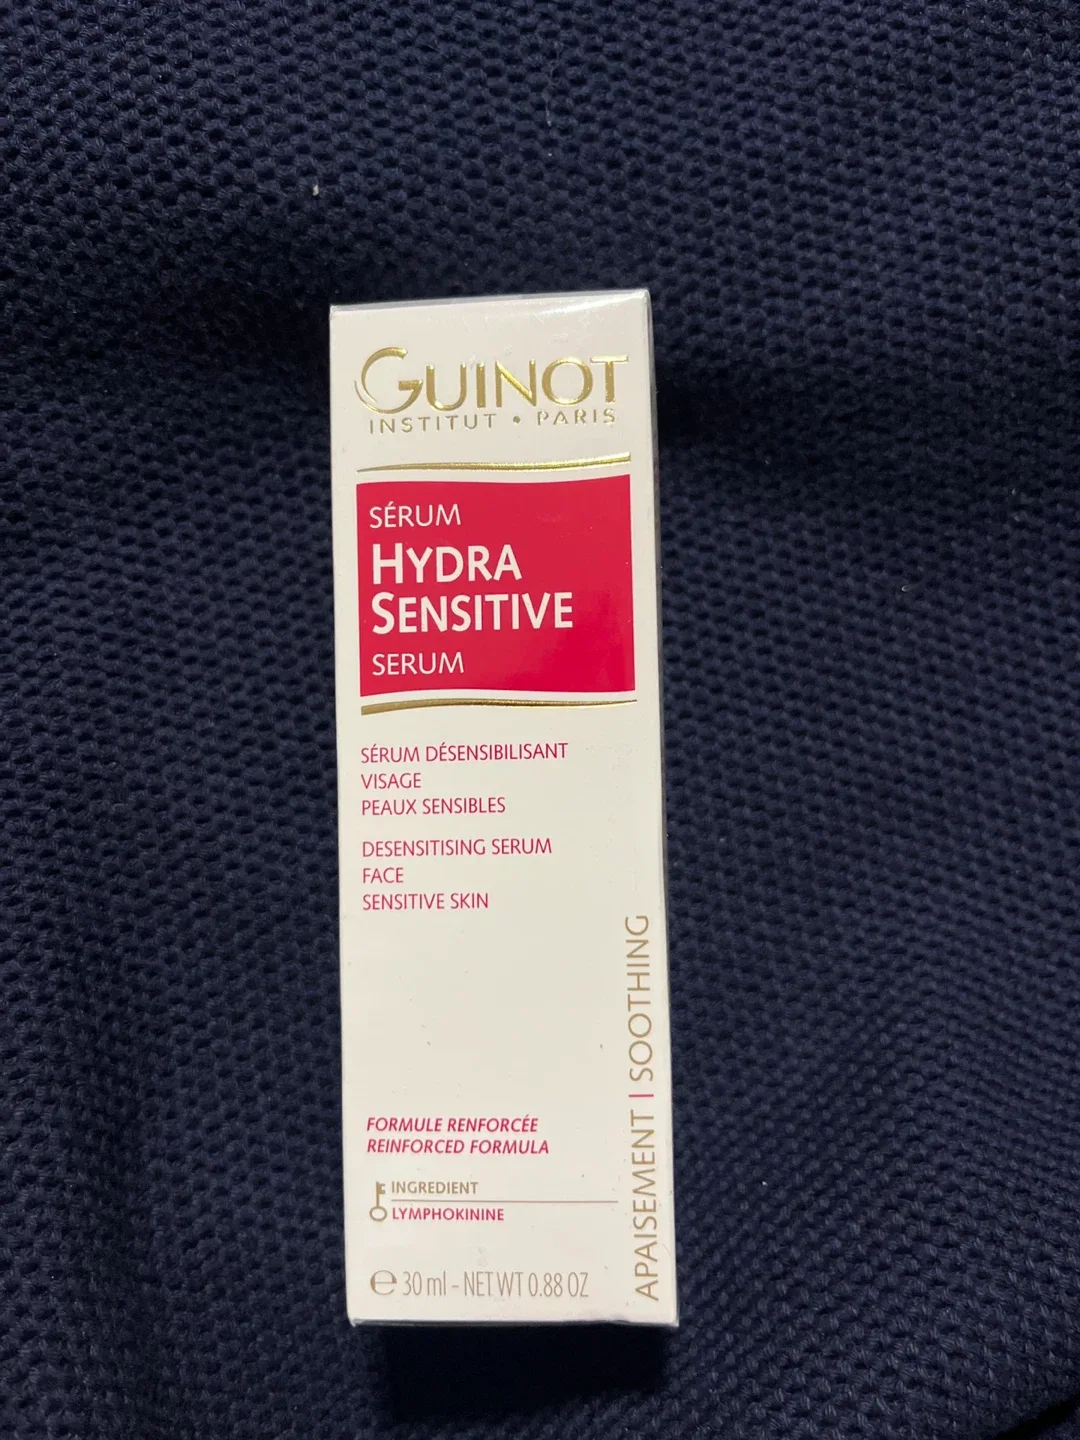 GUINOT
INSTITUT • PARIS
SÉRUM
HYDRA
SENSITIVE
SERUM
SÉRUM DÉSENSIBILISANT
VISAGE
PEAUX SENSIBLES
DESENSITISING SERUM
FACE
SENSITIVE SKIN
APAISEMENT | SOOTHING
FORMULE RENFORCÉE
REINFORCED FORMULA
INGREDIENT
LYMPHOKININE
℮ 30 ml - NET WT 0.88 OZ